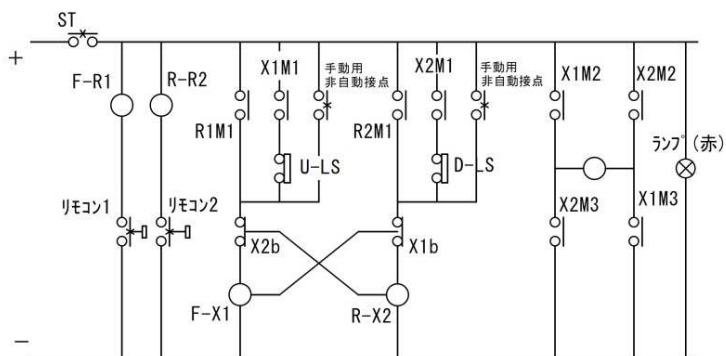 ST
+
F-R1
R-R2
X1M1
手動用
非自動接点
X2M1
手動用
非自動接点
X1M2
X2M2
R1M1
R2M1
ランプ(赤)
U-LS
D-LS
リモコン1
リモコン2
X2M3
X1M3
X2b
X1b
F-X1
R-X2
−